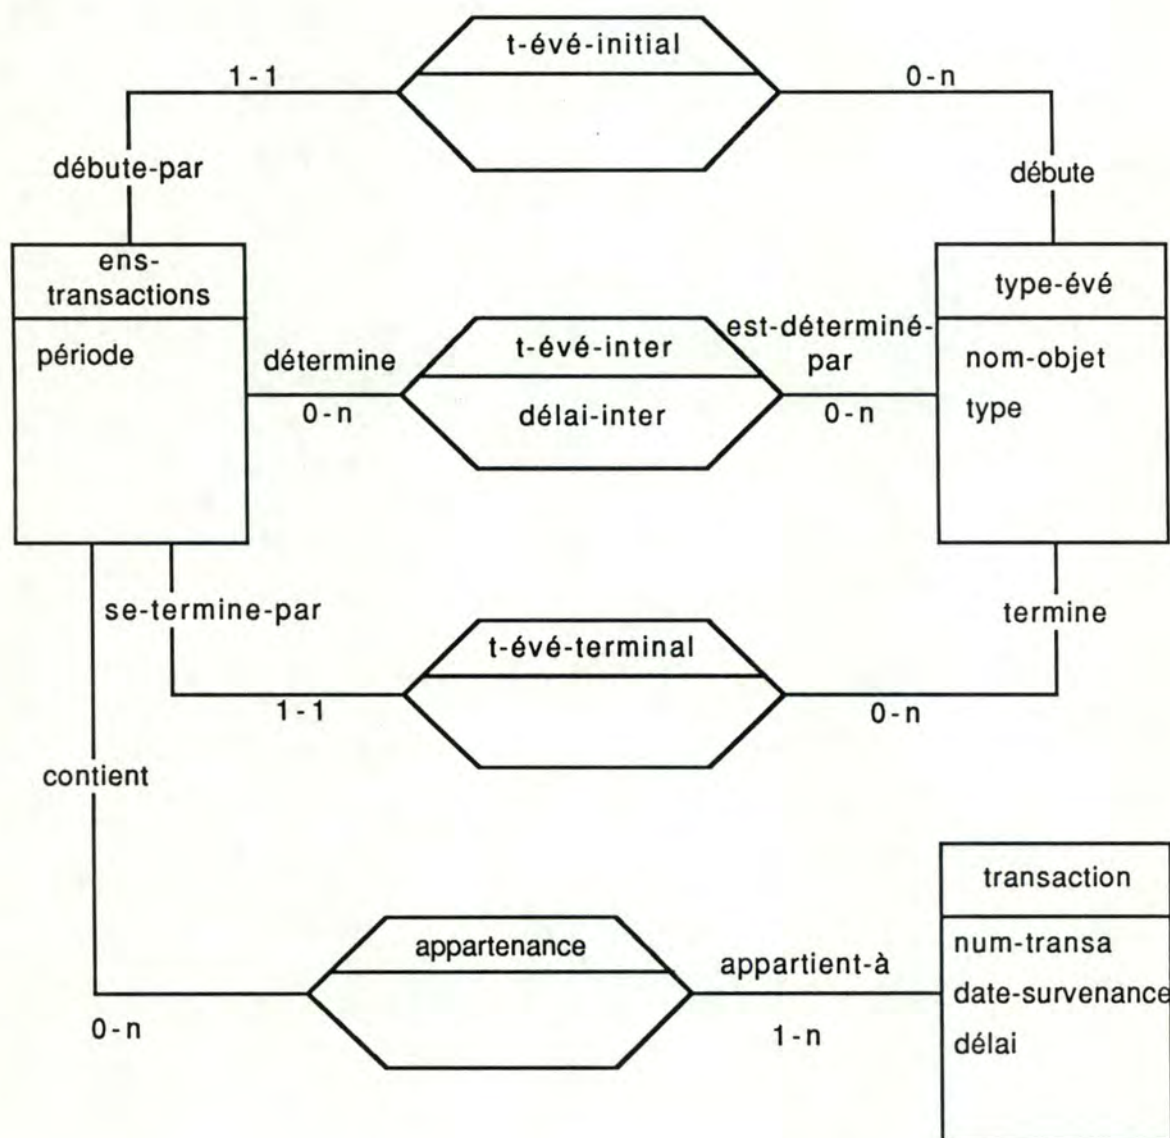 t-évé-initial
1-1
0-n
débute-par
débute
ens-
transactions
type-évé
période
détermine
t-évé-inter
est-déterminé-
par
nom-objet
0-n
délai-inter
0-n
type
se-termine-par
t-évé-terminal
termine
1-1
0-n
contient
transaction
appartenance
appartient-à
num-transa
date-survenance
0-n
1-n
délai